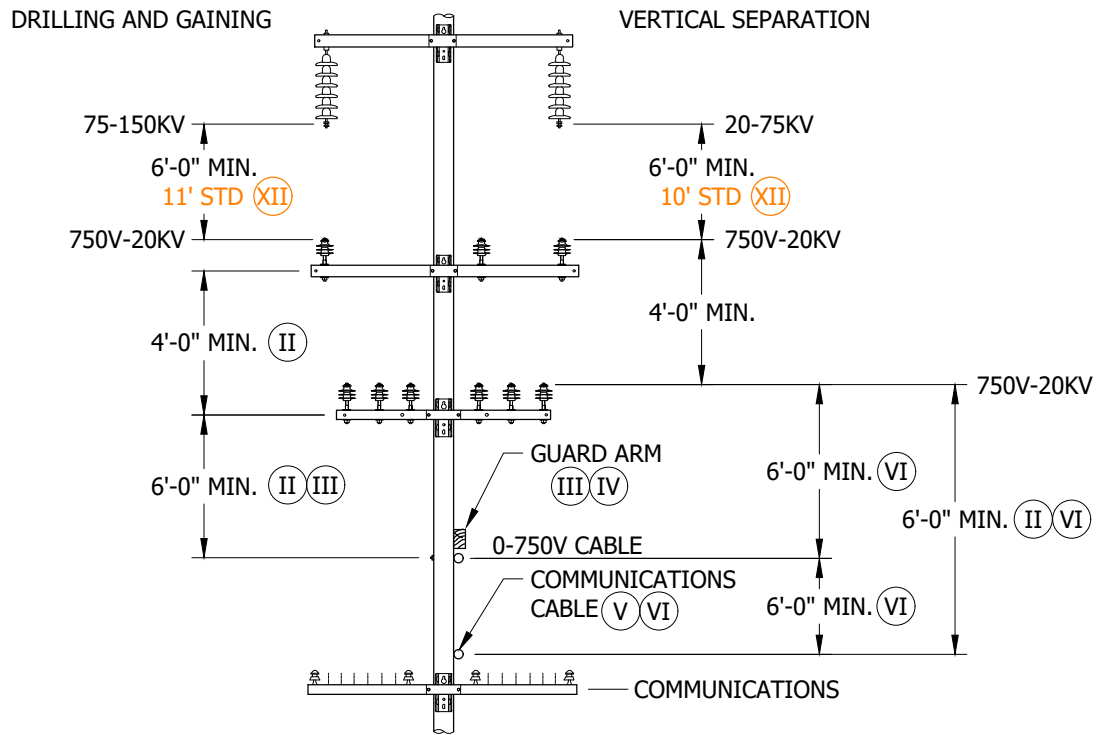 DRILLING AND GAINING
VERTICAL SEPARATION
75-150KV
20-75KV
6'-0" MIN.
11' STD XII
6'-0" MIN.
10' STD XII
750V-20KV
750V-20KV
4'-0" MIN. II
4'-0" MIN.
750V-20KV
GUARD ARM
III IV
6'-0" MIN. II III
6'-0" MIN. VI
6'-0" MIN. II VI
0-750V CABLE
COMMUNICATIONS
CABLE V VI
6'-0" MIN. VI
COMMUNICATIONS